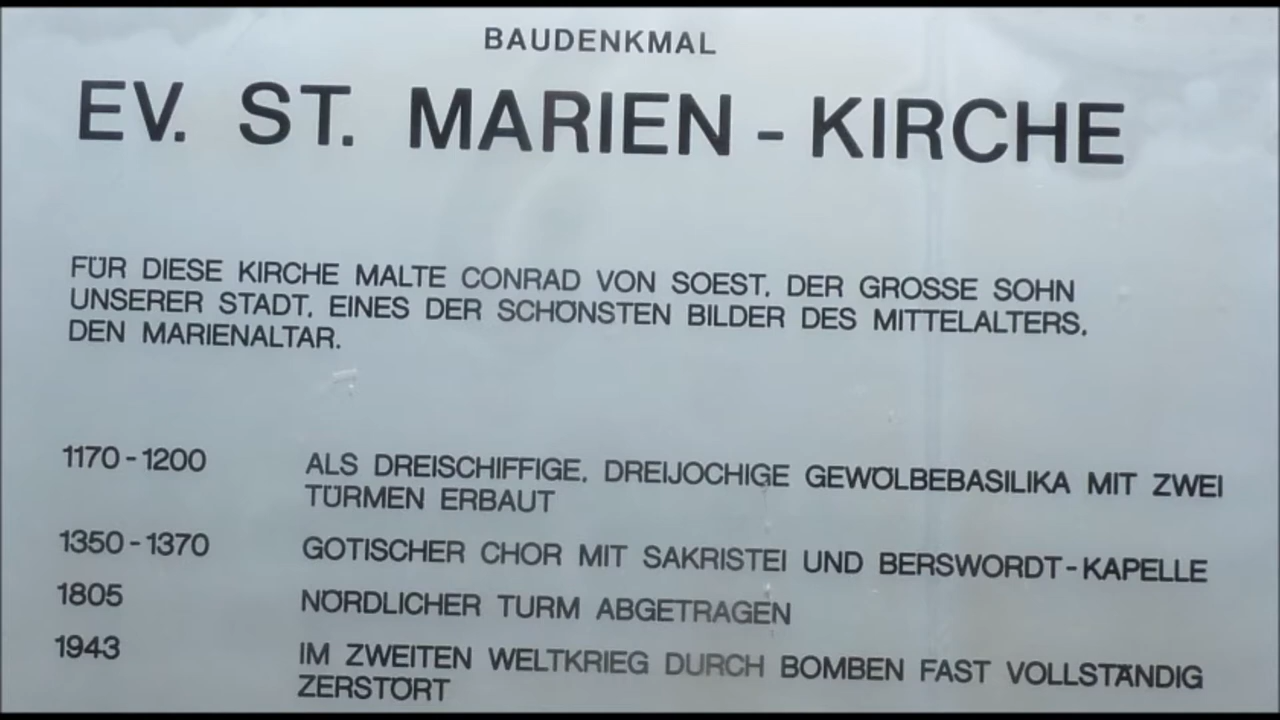 BAUDENKMAL
EV. ST. MARIEN - KIRCHE
FÜR DIESE KIRCHE MALTE CONRAD VON SOEST, DER GROSSE SOHN
UNSERER STADT, EINES DER SCHÖNSTEN BILDER DES MITTELALTERS,
DEN MARIENALTAR.
1170-1200 ALS DREISCHIFFIGE, DREIJOCHIGE GEWÖLBEBASILIKA MIT ZWEI
TÜRMEN ERBAUT
1350-1370 GOTISCHER CHOR MIT SAKRISTEI UND BERSWORDT-KAPELLE
1805 NÖRDLICHER TURM ABGETRAGEN
1943 IM ZWEITEN WELTKRIEG DURCH BOMBEN FAST VOLLSTÄNDIG
ZERSTÖRT